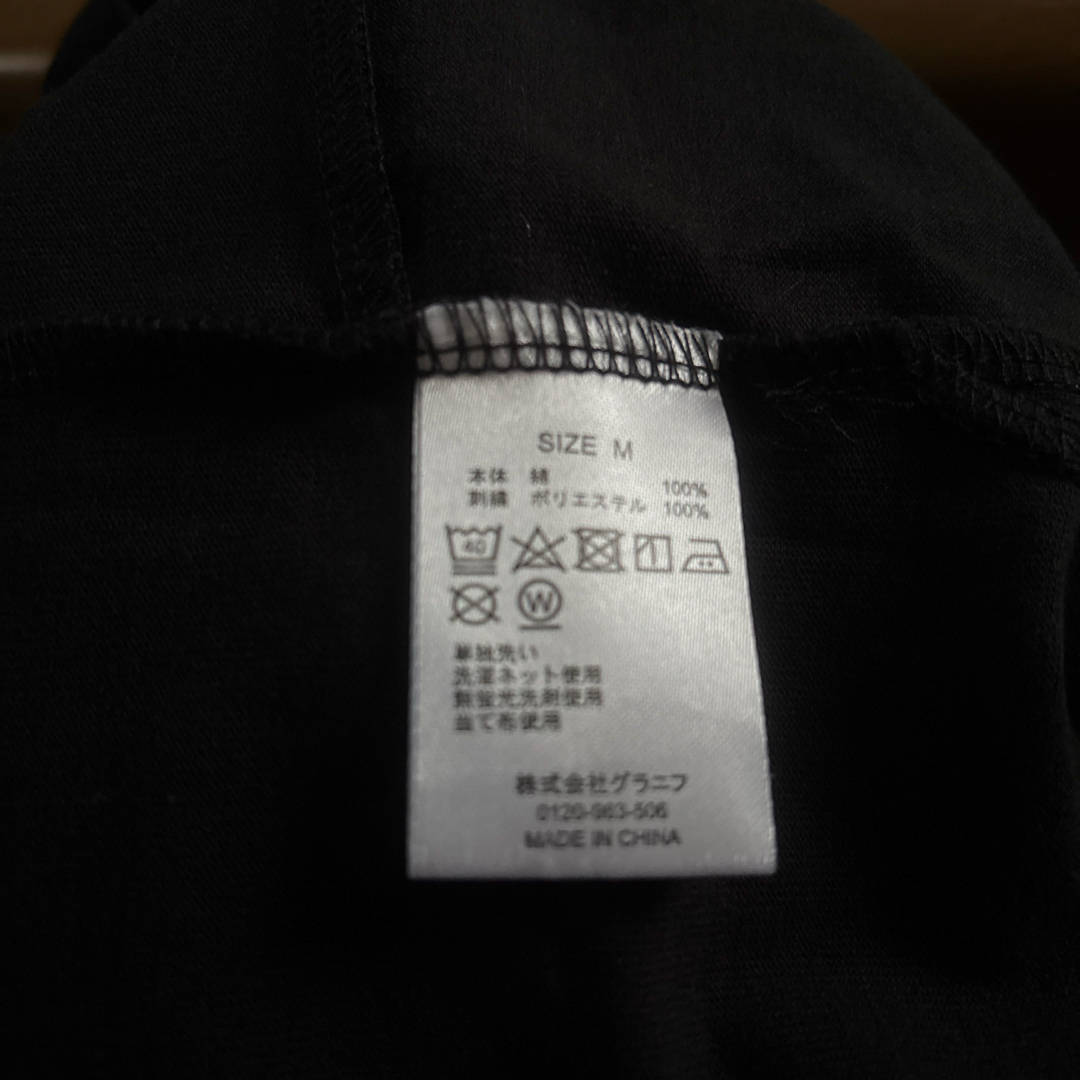 SIZE M
本体 綿 100%
刺繍 ポリエステル 100%
40
W
単独洗い
洗濯ネット使用
無蛍光洗剤使用
当て布使用
株式会社グラニフ
0120-963-506
MADE IN CHINA